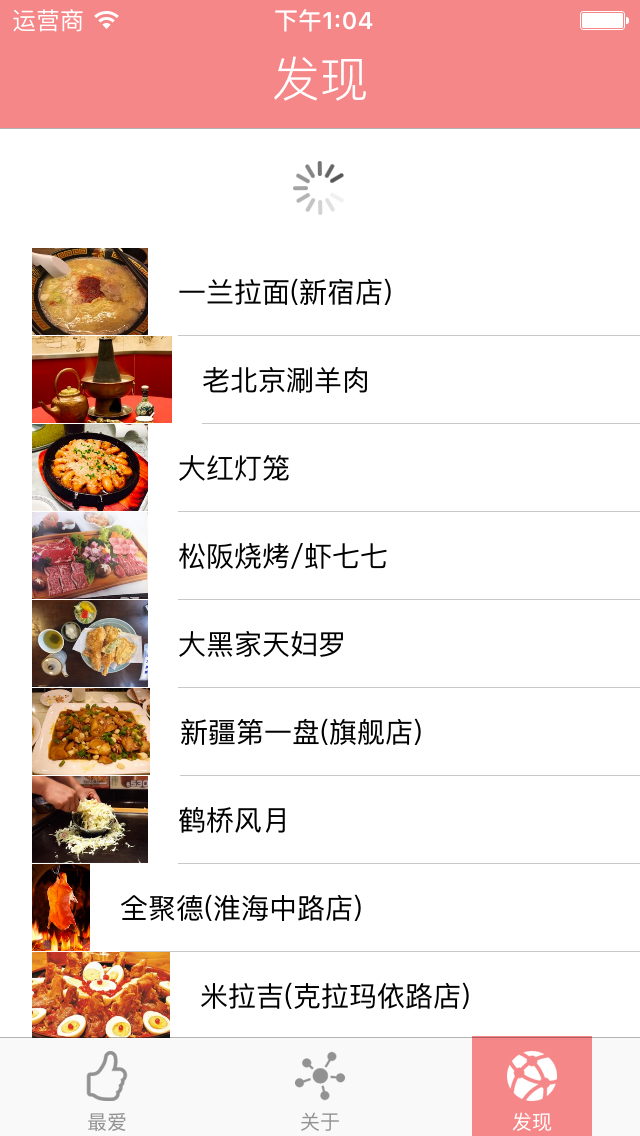 运营商 下午1:04
发现
一兰拉面(新宿店)
老北京涮羊肉
大红灯笼
松阪烧烤/虾七七
大黑家天妇罗
新疆第一盘(旗舰店)
鹤桥风月
全聚德(淮海中路店)
米拉吉(克拉玛依路店)
最爱 关于 发现